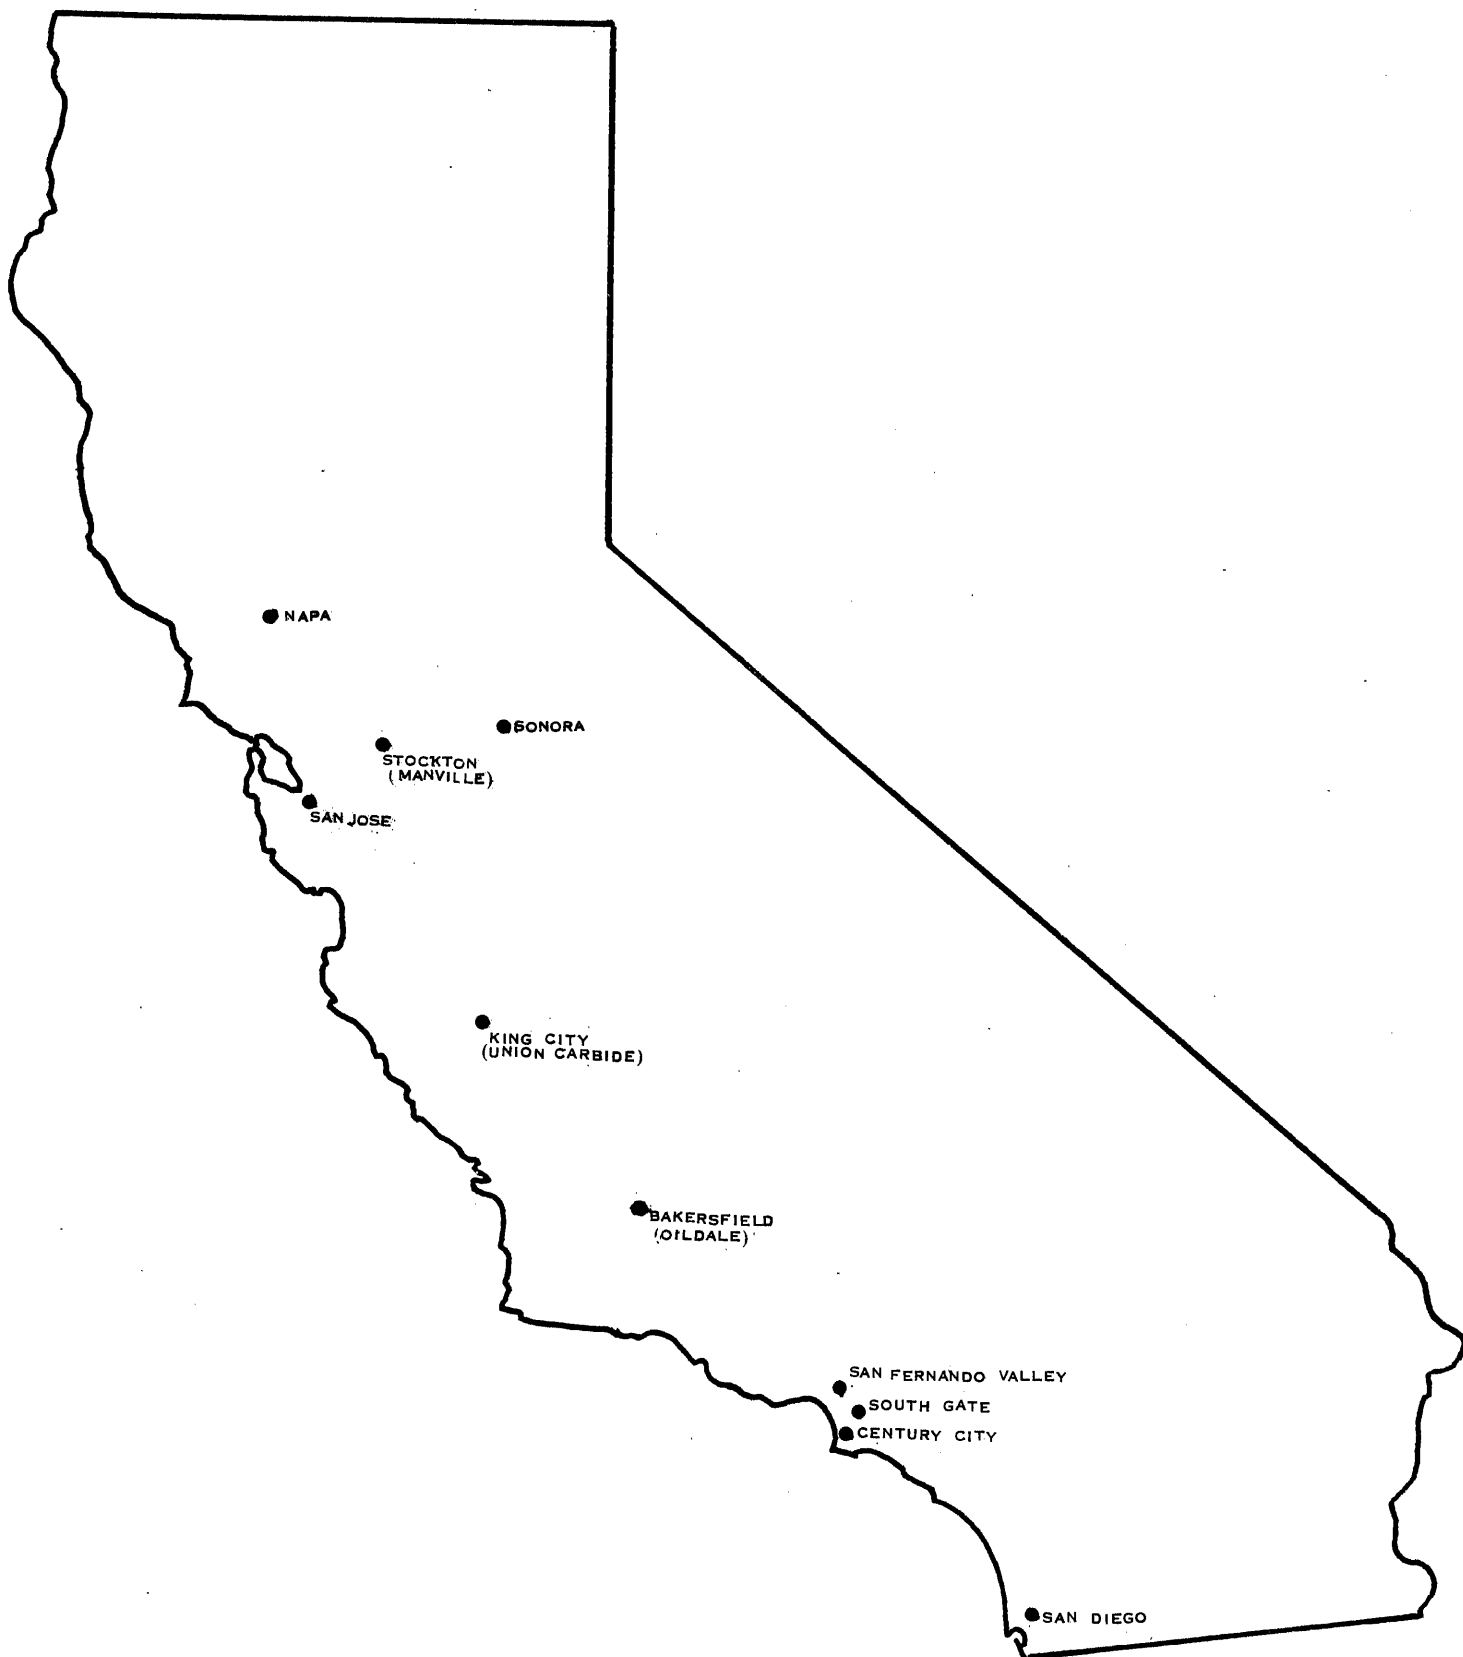 NAPA
SONORA
STOCKTON
(MANVILLE)
SAN JOSE
KING CITY
(UNION CARBIDE)
BAKERSFIELD
(OILDALE)
SAN FERNANDO VALLEY
SOUTH GATE
CENTURY CITY
SAN DIEGO